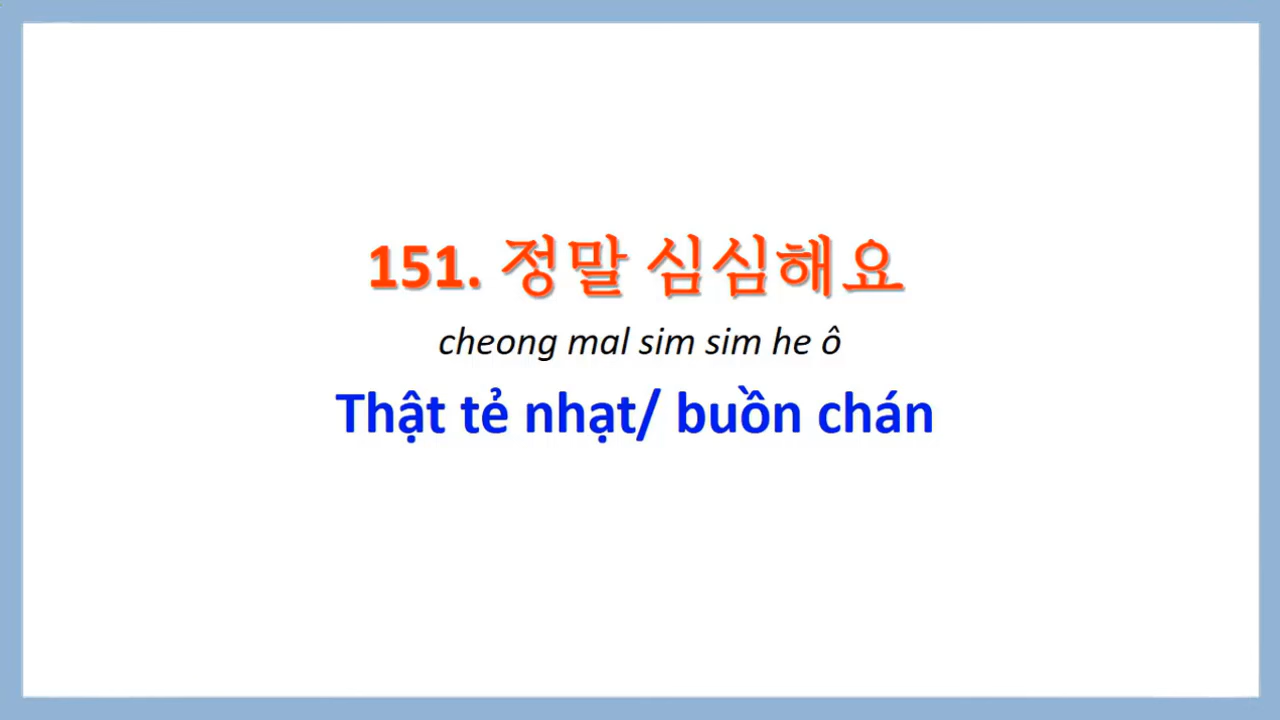 151. 정말 심심해요
cheong mal sim sim he ô
Thật tẻ nhạt/ buồn chán